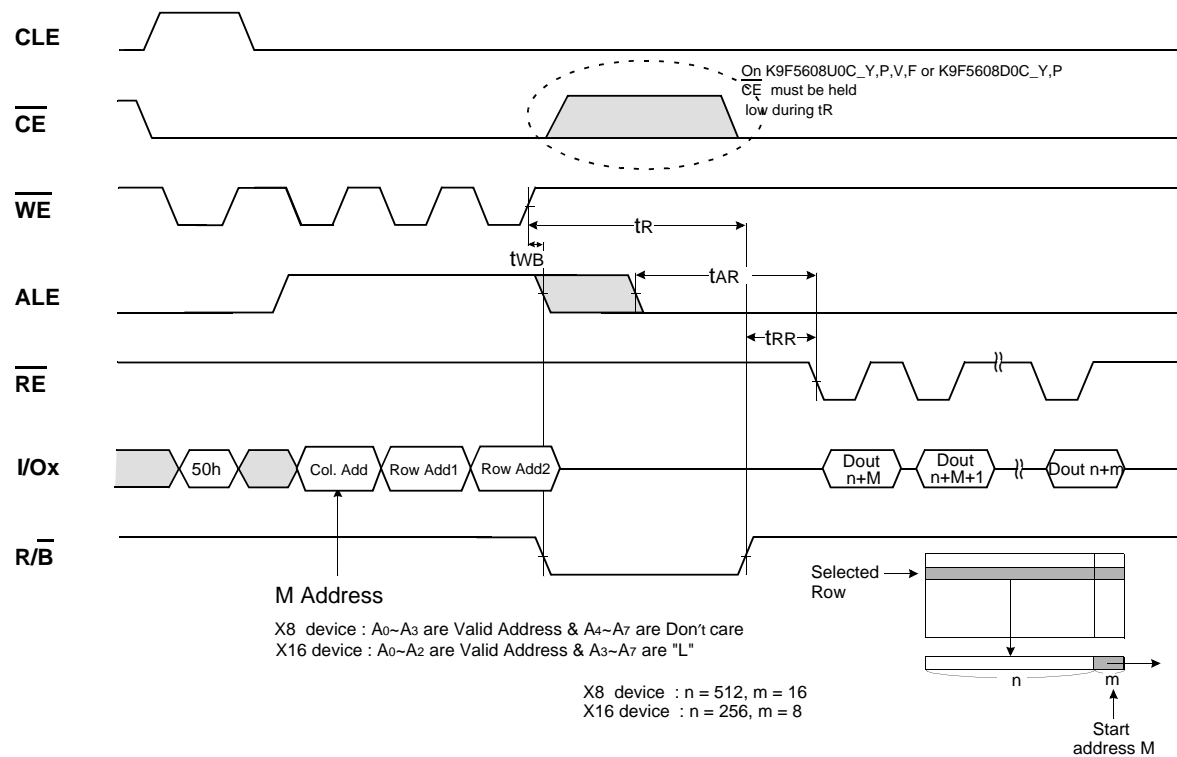 CLE
On K9F5608U0C_Y,P,V,F or K9F5608D0C_Y,P
CE must be held
low during tR
CE
WE
tR
tWB
ALE
tAR
tRR
RE
I/Ox
50h
Col. Add
Row Add1
Row Add2
Dout
n+M
Dout
n+M+1
Dout n+m
R/B
M Address
X8 device : A0~A3 are Valid Address & A4~A7 are Don't care
X16 device : A0~A2 are Valid Address & A3~A7 are "L"
Selected
Row
X8 device : n = 512, m = 16
X16 device : n = 256, m = 8
n
m
Start
address M